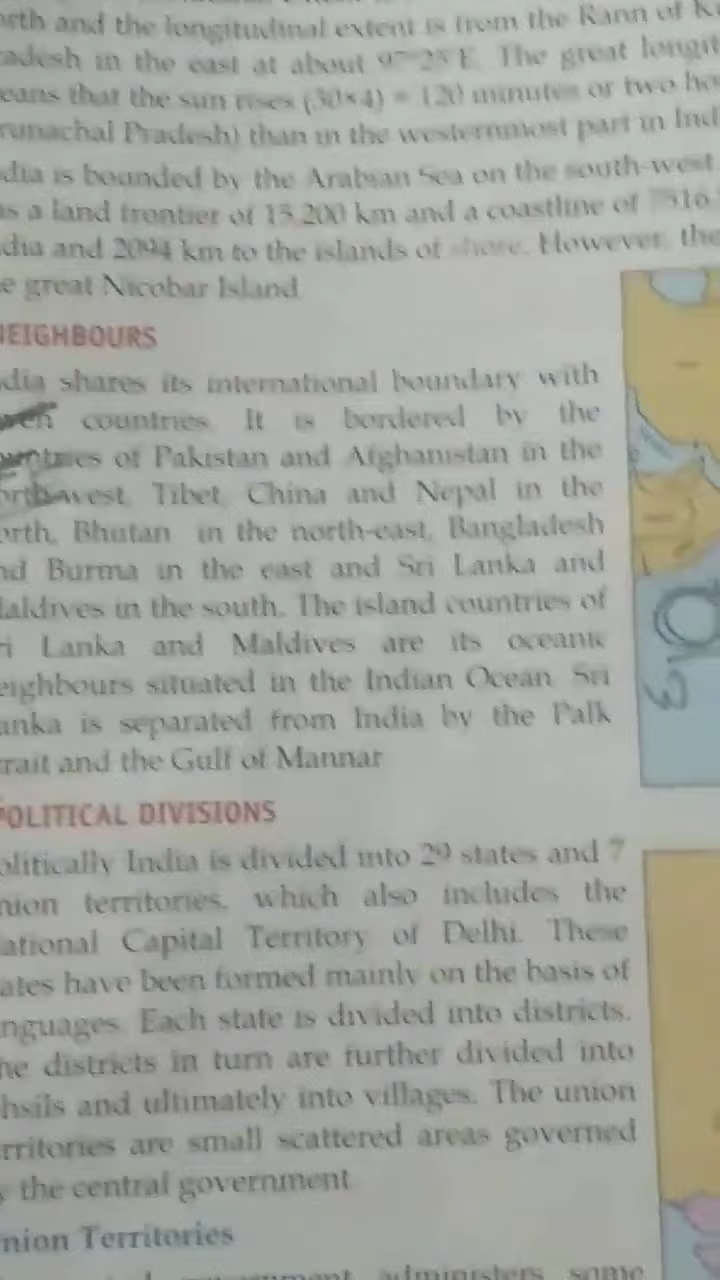 orth and the longitudinal extent is from the Rann of K
adesh in the east at about 97°25'E. The great longit
eans that the sun rises (30×4) = 120 minutes or two ho
runachal Pradesh) than in the westernmost part in Ind
dia is bounded by the Arabian Sea on the south-west
as a land frontier of 15,200 km and a coastline of 7516
dia and 2094 km to the islands of shore. However, the
e great Nicobar Island
NEIGHBOURS
dia shares its international boundary with
countries. It is bordered by the
of Pakistan and Afghanistan in the
orth-west, Tibet, China and Nepal in the
orth, Bhutan in the north-east, Bangladesh
nd Burma in the east and Sri Lanka and
Maldives in the south. The island countries of
ri Lanka and Maldives are its oceanic
eighbours situated in the Indian Ocean. Sri
anka is separated from India by the Palk
trait and the Gulf of Mannar
POLITICAL DIVISIONS
olitically India is divided into 29 states and 7
nion territories, which also includes the
ational Capital Territory of Delhi. These
ates have been formed mainly on the basis of
nguages. Each state is divided into districts.
he districts in turn are further divided into
hsils and ultimately into villages. The union
rritories are small scattered areas governed
y the central government
nion Territories
administers some